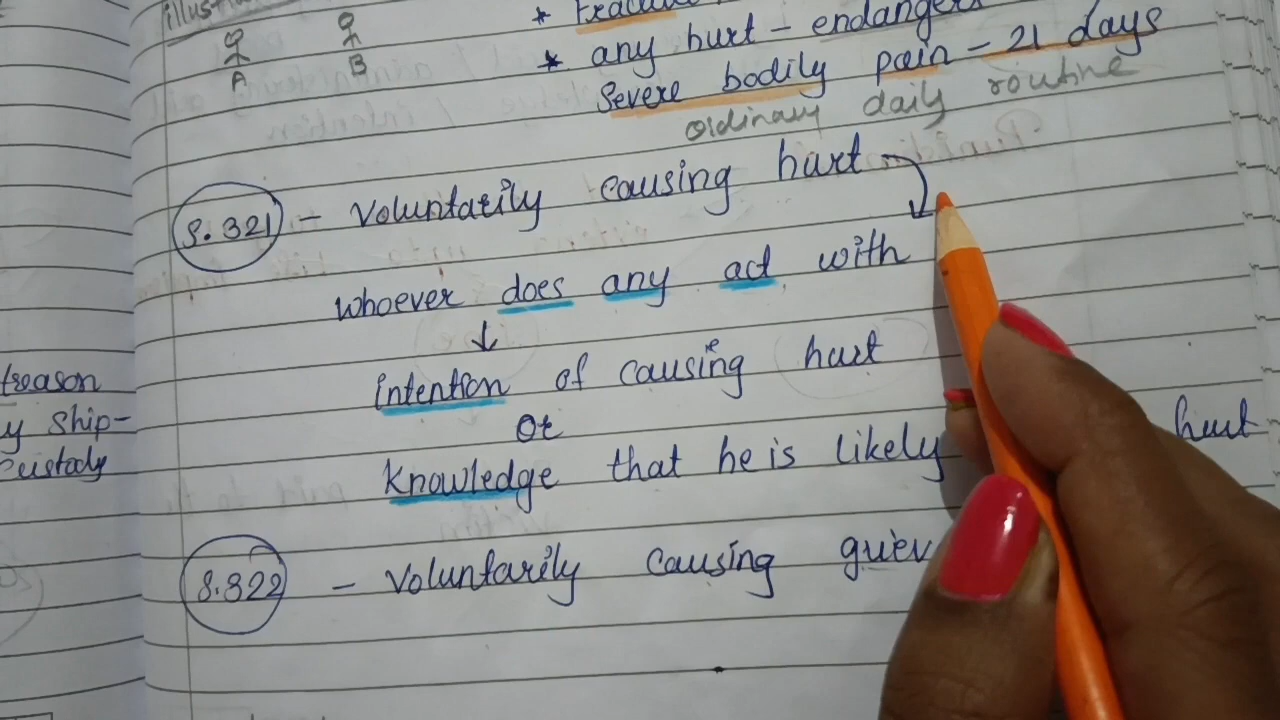 A
B
* any hurt - endangers
Severe bodily pain - 21 days
ordinary daily routine
S.321 - Voluntarily causing hurt
whoever does any act with
intention of causing hurt
or
knowledge that he is likely hurt
S.322 - Voluntarily causing griev
treason
y ship-
custody